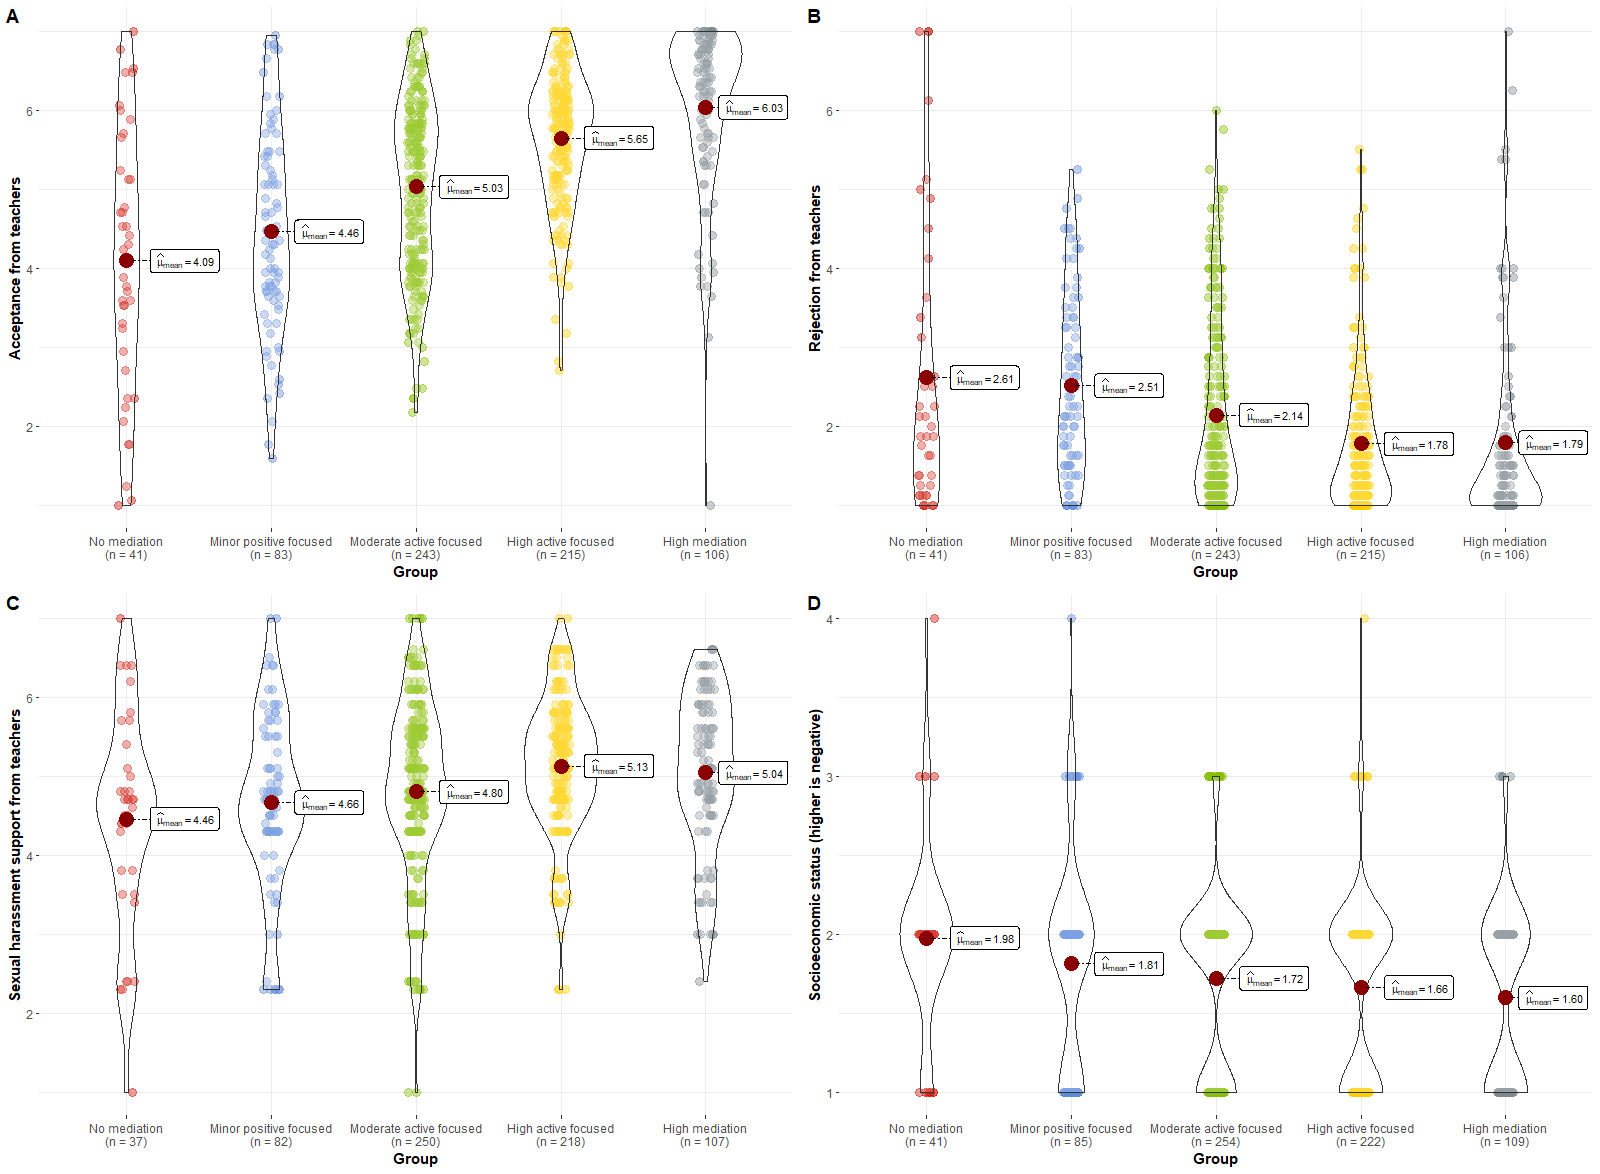 A
Acceptance from teachers
6
4
2
μ̂mean = 4.09
μ̂mean = 4.46
μ̂mean = 5.03
μ̂mean = 5.65
μ̂mean = 6.03
No mediation Minor positive focused Moderate active focused High active focused High mediation
(n = 41) (n = 83) (n = 243) (n = 215) (n = 106)
Group
B
Rejection from teachers
6
4
2
μ̂mean = 2.61
μ̂mean = 2.51
μ̂mean = 2.14
μ̂mean = 1.78
μ̂mean = 1.79
No mediation Minor positive focused Moderate active focused High active focused High mediation
(n = 41) (n = 83) (n = 243) (n = 215) (n = 106)
Group
C
Sexual harassment support from teachers
6
4
2
μ̂mean = 4.46
μ̂mean = 4.66
μ̂mean = 4.80
μ̂mean = 5.13
μ̂mean = 5.04
No mediation Minor positive focused Moderate active focused High active focused High mediation
(n = 37) (n = 82) (n = 250) (n = 218) (n = 107)
Group
D
Socioeconomic status (higher is negative)
4
3
2
1
μ̂mean = 1.98
μ̂mean = 1.81
μ̂mean = 1.72
μ̂mean = 1.66
μ̂mean = 1.60
No mediation Minor positive focused Moderate active focused High active focused High mediation
(n = 41) (n = 85) (n = 254) (n = 222) (n = 109)
Group